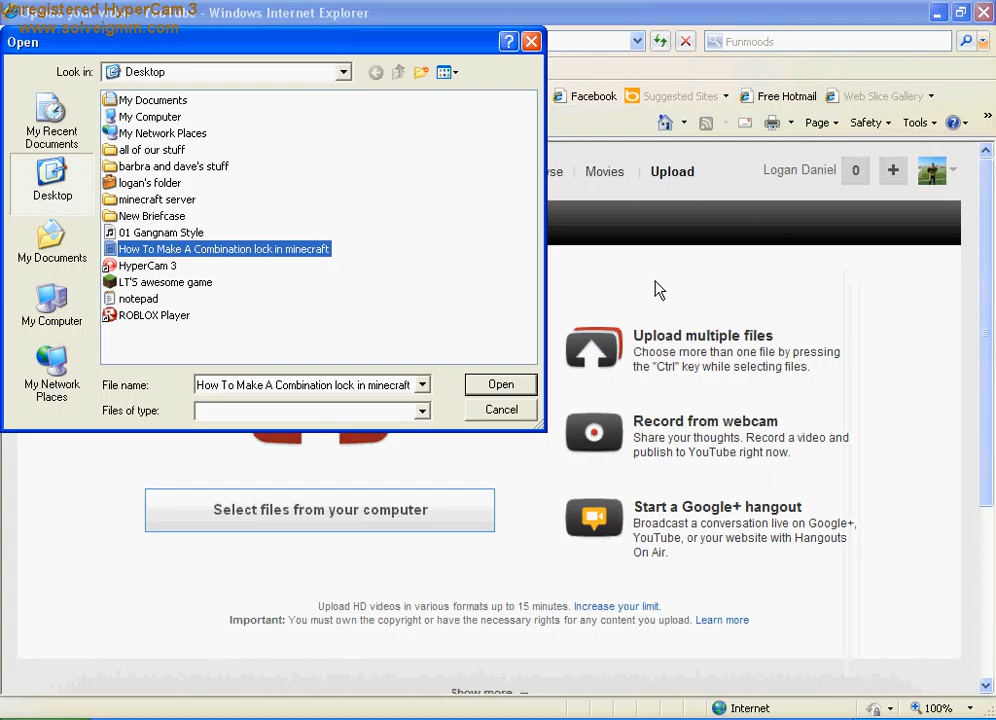 Unregistered HyperCam 3
www.solveigmm.com
YouTube - Windows Internet Explorer
Open
Look in:
Desktop
My Recent
Documents
Desktop
My Documents
My Computer
My Network
Places
My Documents
My Computer
My Network Places
all of our stuff
barbra and dave's stuff
logan's folder
minecraft server
New Briefcase
01 Gangnam Style
How To Make A Combination lock in minecraft
HyperCam 3
LT'S awesome game
notepad
ROBLOX Player
File name:
How To Make A Combination lock in minecraft
Open
Files of type:
Cancel
Funmoods
Facebook
Suggested Sites
Free Hotmail
Web Slice Gallery
Page
Safety
Tools
Movies
Upload
Logan Daniel
0
Upload multiple files
Choose more than one file by pressing
the "Ctrl" key while selecting files.
Record from webcam
Share your thoughts. Record a video and
publish to YouTube right now.
Start a Google+ hangout
Broadcast a conversation live on Google+,
YouTube, or your website with Hangouts
On Air.
Select files from your computer
Upload HD videos in various formats up to 15 minutes. Increase your limit.
Important: You must own the copyright or have the necessary rights for any content you upload. Learn more
Show more
Internet
100%